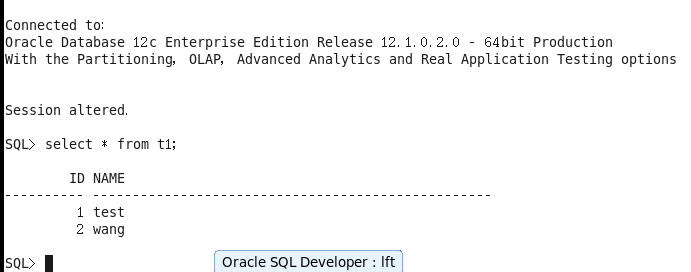 Connected to:
Oracle Database 12c Enterprise Edition Release 12.1.0.2.0 - 64bit Production
With the Partitioning, OLAP, Advanced Analytics and Real Application Testing options
Session altered.
SQL> select * from t1;
ID NAME
---------- --------------------------------------------------
1 test
2 wang
SQL>
Oracle SQL Developer : lft